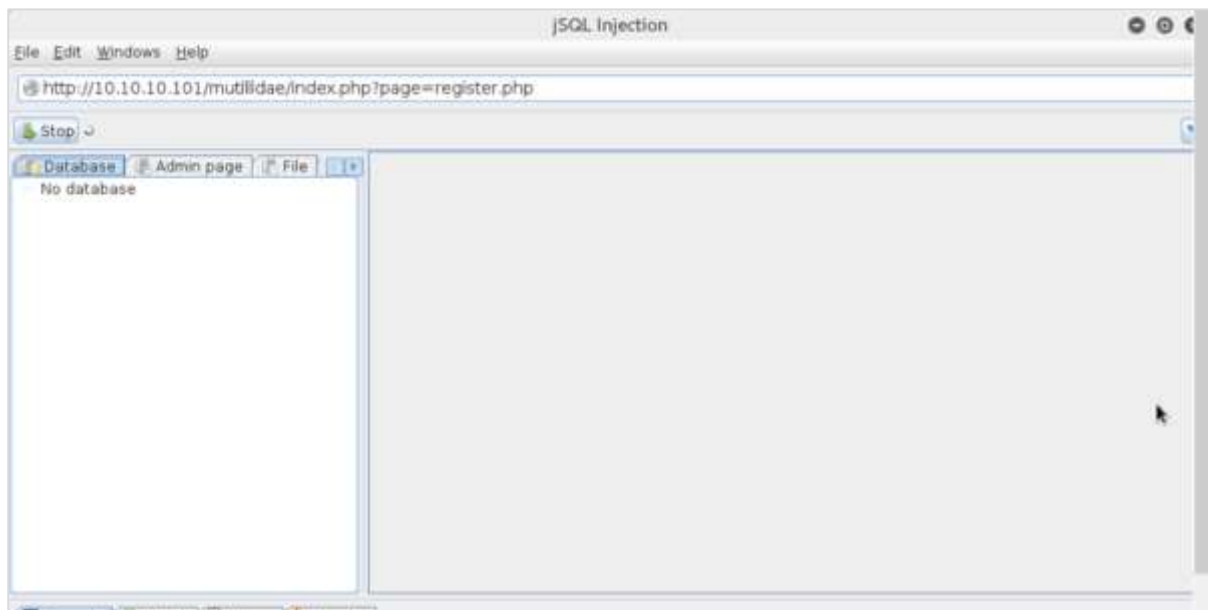 jSQL Injection
File Edit Windows Help
http://10.10.10.101/mutillidae/index.php?page=register.php
Stop
Database Admin page File
No database